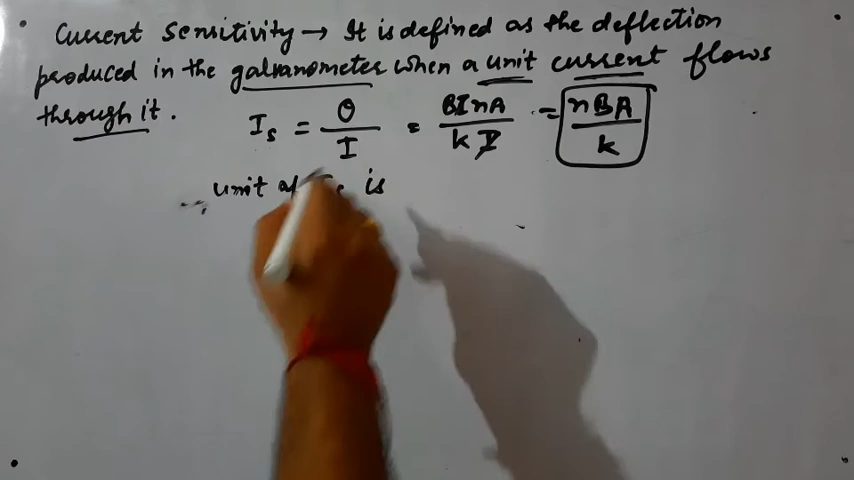 Current Sensitivity → It is defined as the deflection
produced in the galvanometer when a unit current flows
through it.
I_s = θ/I = BInA/kI = nBA/k
unit of is